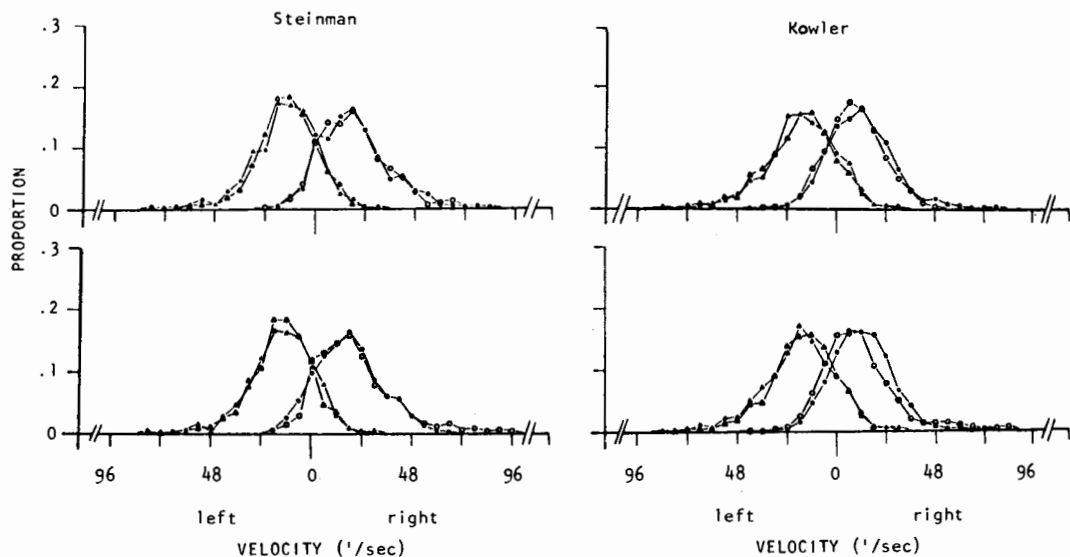 Steinman
Kowler
PROPORTION
.3
.2
.1
0
.3
.2
.1
0
96 48 0 48 96
left right
VELOCITY ('/sec)
96 48 0 48 96
left right
VELOCITY ('/sec)